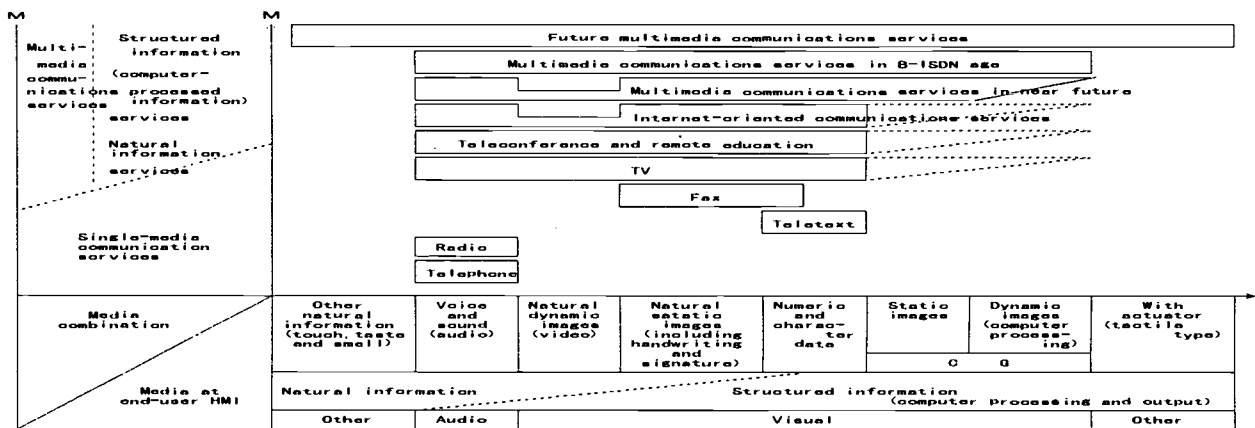 M
M
Multi-
media
commu-
nications
services
Structured
information
(computer-
processed
information)
services
Natural
information
services
Single-media
communication
services
Media
combination
Media at
end-user HMI
Future multimedia communications services
Multimedia communications services in B-ISDN age
Multimedia communications services in near future
Internet-oriented communications services
Teleconference and remote education
TV
Fax
Teletext
Radio
Telephone
Other
natural
information
(touch, taste
and smell)
Voice
and
sound
(audio)
Natural
dynamic
images
(video)
Natural
satatic
images
(including
handwriting
and
signature)
Numeric
and
charac-
ter
data
Static
images
Dynamic
images
(computer
process-
ing)
C G
With
actuator
(tactile
type)
Natural information
Structured information
(computer processing and output)
Other
Audio
Visual
Other